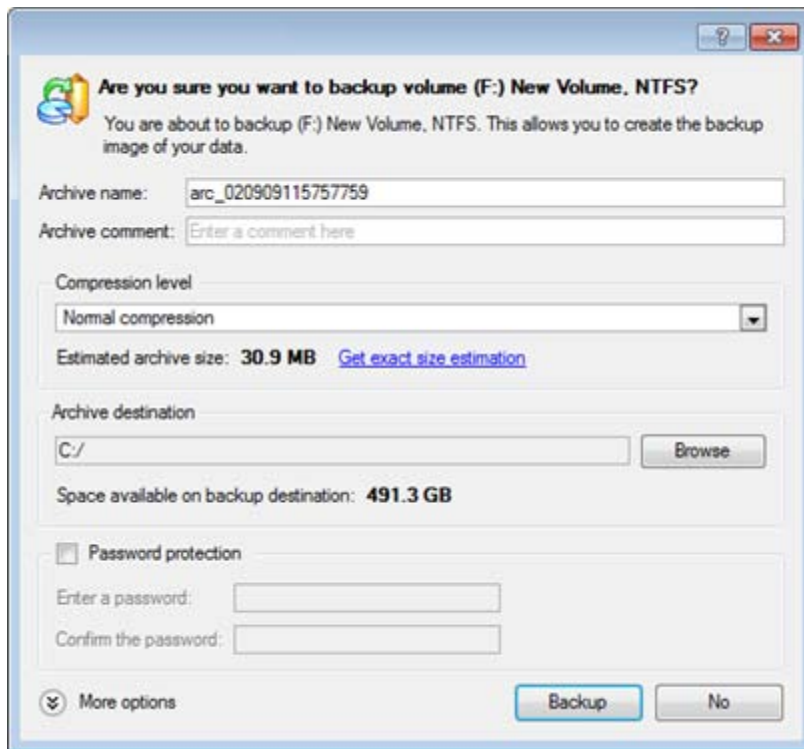 Are you sure you want to backup volume (F:) New Volume, NTFS?
You are about to backup (F:) New Volume, NTFS. This allows you to create the backup
image of your data.
Archive name: arc_020909115757759
Archive comment: Enter a comment here
Compression level
Normal compression
Estimated archive size: 30.9 MB Get exact size estimation
Archive destination
C:/ Browse
Space available on backup destination: 491.3 GB
Password protection
Enter a password:
Confirm the password:
More options Backup No